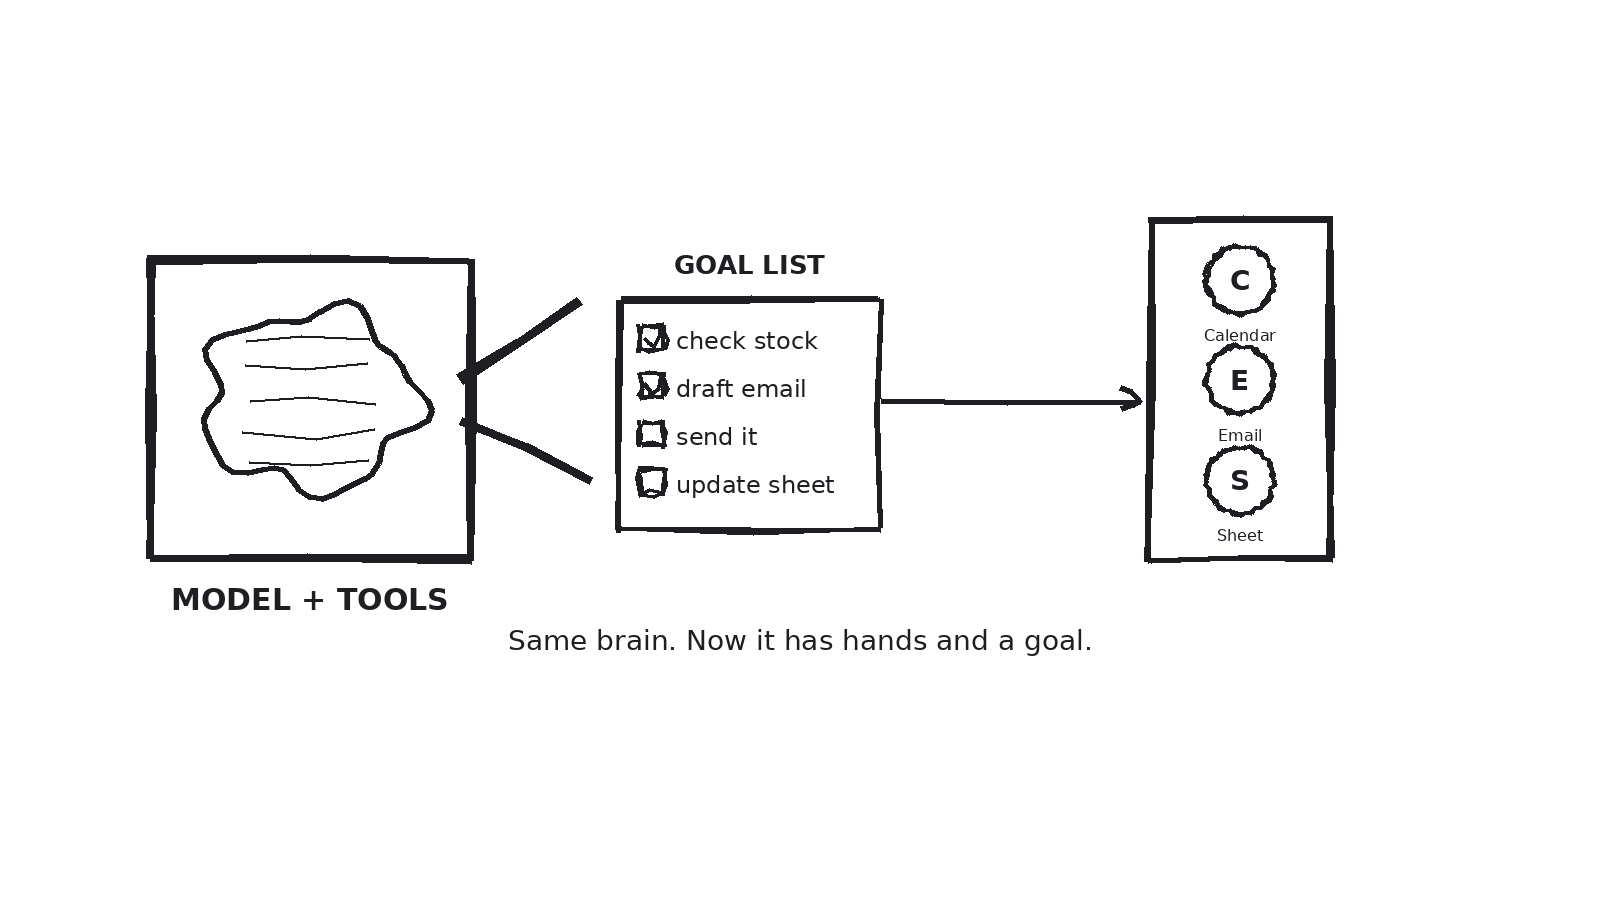 GOAL LIST
check stock
draft email
send it
update sheet
C
Calendar
E
Email
S
Sheet
MODEL + TOOLS
Same brain. Now it has hands and a goal.